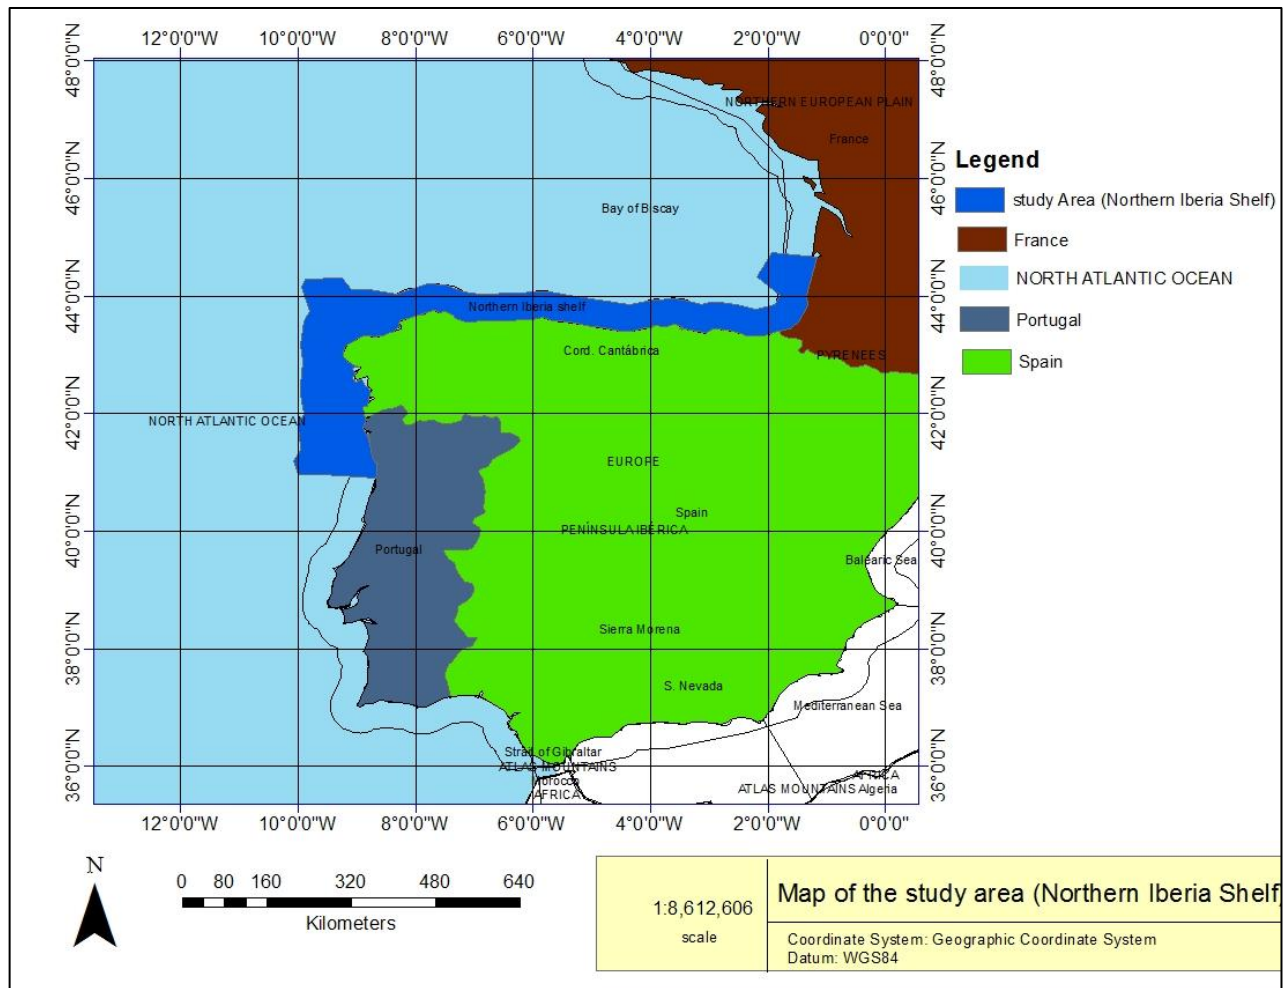 12°0'0"W 10°0'0"W 8°0'0"W 6°0'0"W 4°0'0"W 2°0'0"W 0°0'0"
48°0'0"N 48°0'0"N
NORTHERN EUROPEAN PLAIN
France
46°0'0"N 46°0'0"N
Bay of Biscay
44°0'0"N 44°0'0"N
Northern Iberia shelf
Cord. Cantábrica
PYRENEES
42°0'0"N 42°0'0"N
NORTH ATLANTIC OCEAN
EUROPE
Spain
PENÍNSULA IBÉRICA
40°0'0"N 40°0'0"N
Portugal
Balearic Sea
Sierra Morena
38°0'0"N 38°0'0"N
S. Nevada
Mediterranean Sea
Strait of Gibraltar
ATLAS MOUNTAINS
36°0'0"N 36°0'0"N
AFRICA
orocco
ATLAS MOUNTAINS Algeria
AFRICA
12°0'0"W 10°0'0"W 8°0'0"W 6°0'0"W 4°0'0"W 2°0'0"W 0°0'0"
Legend
study Area (Northern Iberia Shelf)
France
NORTH ATLANTIC OCEAN
Portugal
Spain
N
0 80 160 320 480 640
Kilometers
1:8,612,606
scale
Map of the study area (Northern Iberia Shelf)
Coordinate System: Geographic Coordinate System
Datum: WGS84